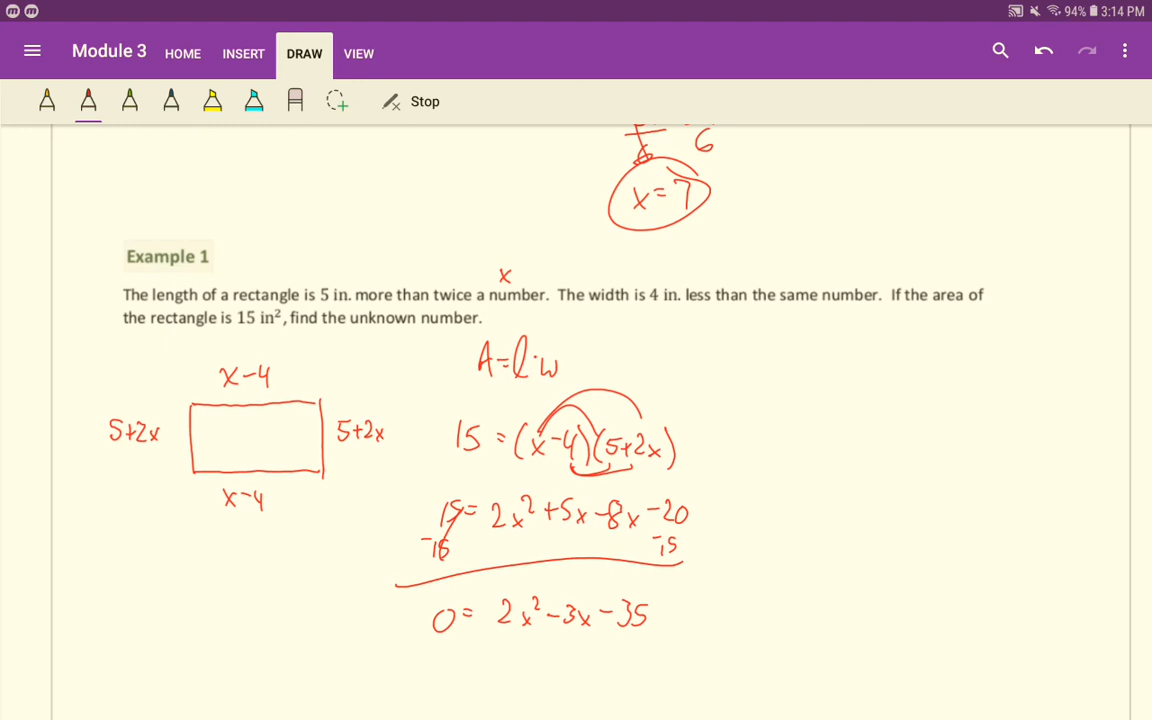 94% 3:14 PM
Module 3 HOME INSERT DRAW VIEW
Stop
6
x=7
Example 1
x
The length of a rectangle is 5 in. more than twice a number. The width is 4 in. less than the same number. If the area of
the rectangle is 15 in², find the unknown number.
A=l·w
x-4
5+2x 5+2x
x-4
15 = (x-4)(5+2x)
15= 2x²+5x-8x-20
-15 -15
0= 2x²-3x-35